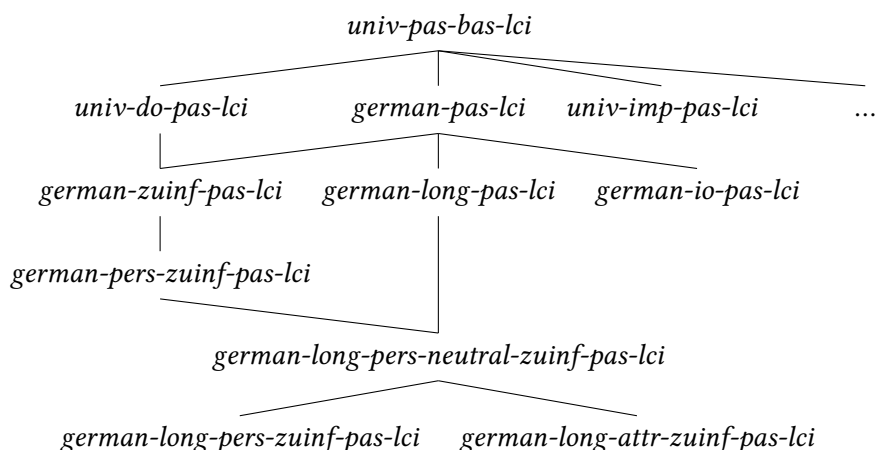 univ-pas-bas-lci
univ-do-pas-lci german-pas-lci univ-imp-pas-lci ...
german-zuinf-pas-lci german-long-pas-lci german-io-pas-lci
german-pers-zuinf-pas-lci
german-long-pers-neutral-zuinf-pas-lci
german-long-pers-zuinf-pas-lci german-long-attr-zuinf-pas-lci